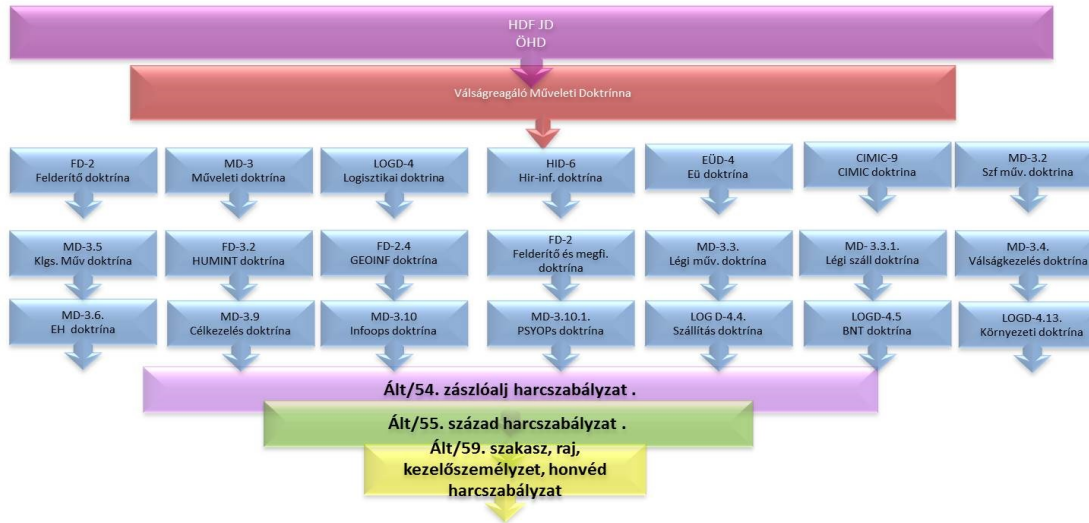 HDF JD
ÖHD
Válságreagáló Műveleti Doktrínna
FD-2
Felderítő doktrína
MD-3
Műveleti doktrína
LOGD-4
Logisztikai doktrina
HID-6
Hir-inf. doktrína
EÜD-4
Eü doktrína
CIMIC-9
CIMIC doktrina
MD-3.2
Szf műv. doktrina
MD-3.5
Klgs. Műv doktrína
FD-3.2
HUMINT doktrína
FD-2.4
GEOINF doktrína
FD-2
Felderítő és megfi.
doktrína
MD-3.3.
Légi műv. doktrína
MD- 3.3.1.
Légi száll doktrína
MD-3.4.
Válságkezelés doktrína
MD-3.6.
EH doktrína
MD-3.9
Célkezelés doktrína
MD-3.10
Infoops doktrína
MD-3.10.1.
PSYOPs doktrína
LOG D-4.4.
Szállítás doktrína
LOGD-4.5
BNT doktrína
LOGD-4.13.
Környezeti doktrína
Ált/54. zászlóalj harcszabályzat .
Ált/55. század harcszabályzat .
Ált/59. szakasz, raj,
kezelőszemélyzet, honvéd
harcszabályzat